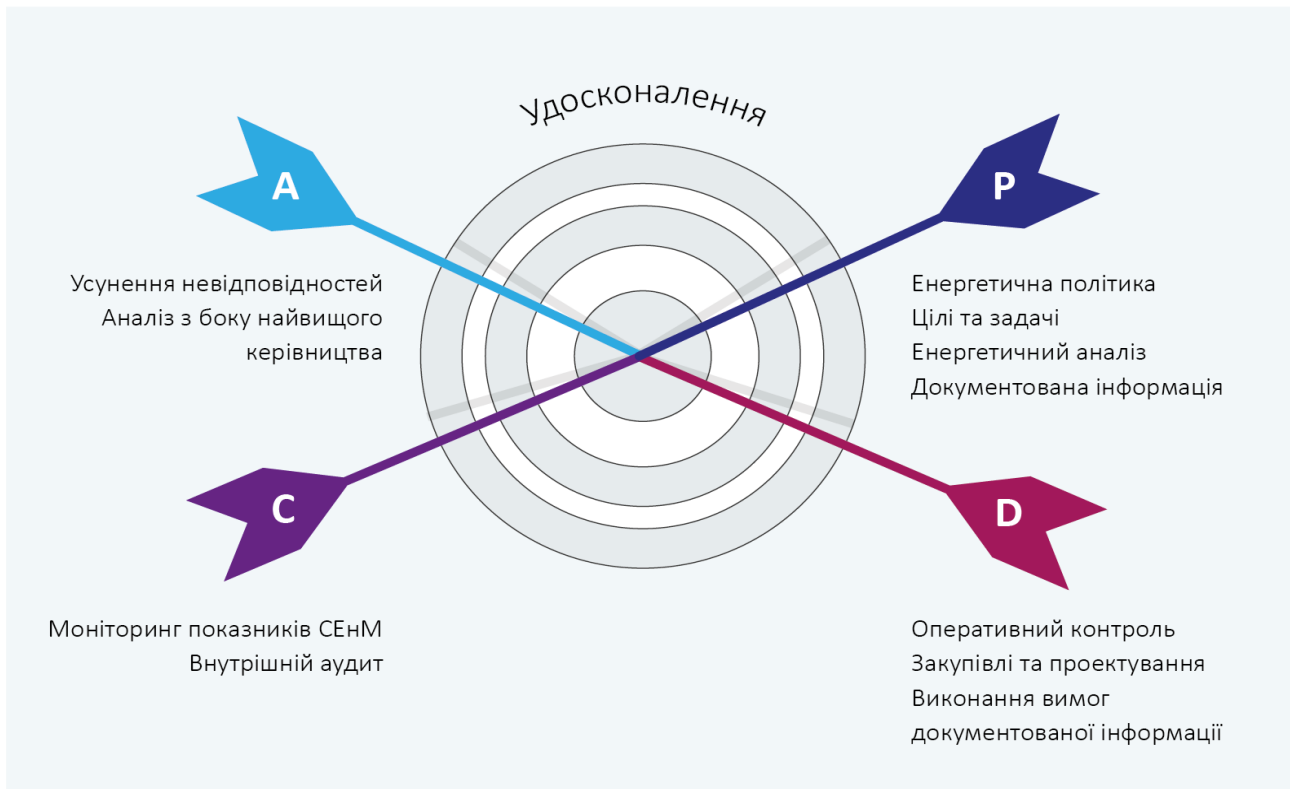 Удосконалення
A
Усунення невідповідностей
Аналіз з боку найвищого
керівництва
P
Енергетична політика
Цілі та задачі
Енергетичний аналіз
Документована інформація
C
Моніторинг показників СЕнМ
Внутрішній аудит
D
Оперативний контроль
Закупівлі та проектування
Виконання вимог
документованої інформації